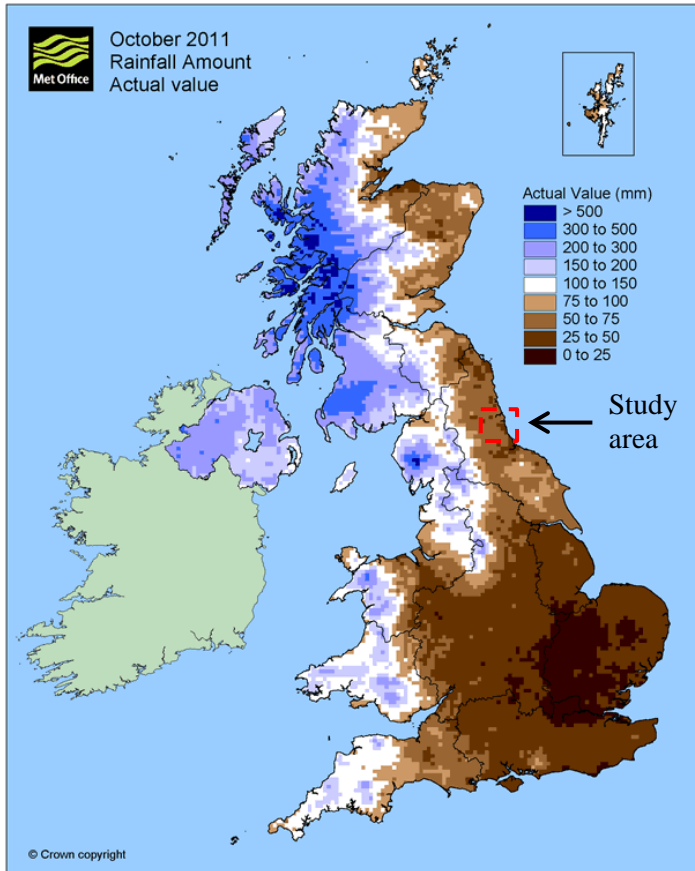 Met Office
October 2011
Rainfall Amount
Actual value
Actual Value (mm)
> 500
300 to 500
200 to 300
150 to 200
100 to 150
75 to 100
50 to 75
25 to 50
0 to 25
Study
area
© Crown copyright